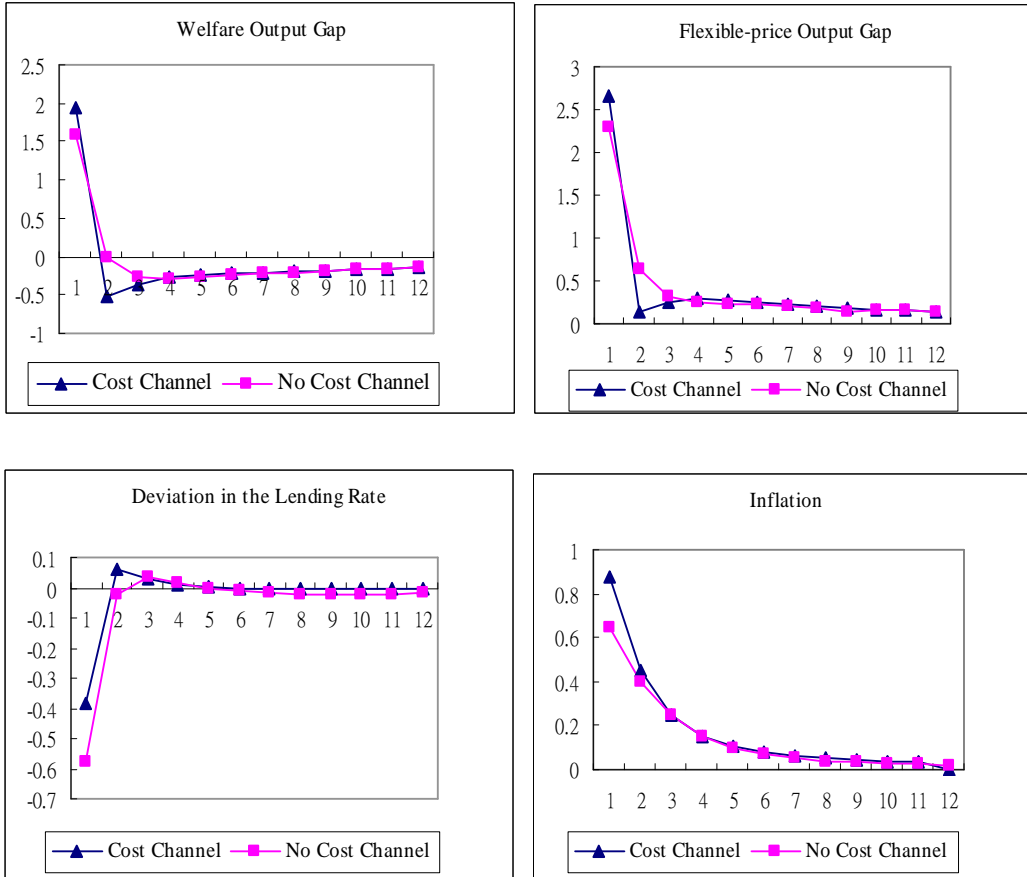 Welfare Output Gap
2.5
2
1.5
1
0.5
0
-0.5
-1
1 2 3 4 5 6 7 8 9 10 11 12
Cost Channel No Cost Channel
Flexible-price Output Gap
3
2.5
2
1.5
1
0.5
0
1 2 3 4 5 6 7 8 9 10 11 12
Cost Channel No Cost Channel
Deviation in the Lending Rate
0.1
0
-0.1
-0.2
-0.3
-0.4
-0.5
-0.6
-0.7
1 2 3 4 5 6 7 8 9 10 11 12
Cost Channel No Cost Channel
Inflation
1
0.8
0.6
0.4
0.2
0
1 2 3 4 5 6 7 8 9 10 11 12
Cost Channel No Cost Channel